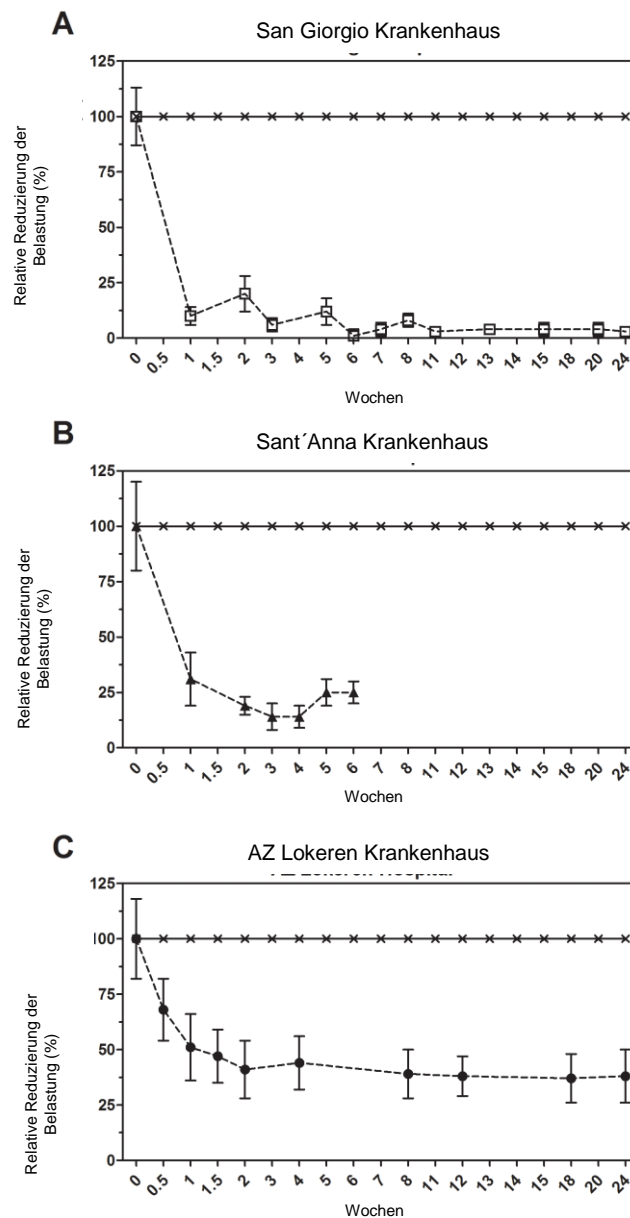 A
San Giorgio Krankenhaus
Relative Reduzierung der
Belastung (%)
125
100
75
50
25
0
0 0.5 1 1.5 2 3 4 5 6 7 8 11 12 13 14 15 18 20 24
Wochen
B
Sant´Anna Krankenhaus
Relative Reduzierung der
Belastung (%)
125
100
75
50
25
0
0 0.5 1 1.5 2 3 4 5 6 7 8 11 12 13 14 15 18 20 24
Wochen
C
AZ Lokeren Krankenhaus
Relative Reduzierung der
Belastung (%)
125
100
75
50
25
0
0 0.5 1 1.5 2 3 4 5 6 7 8 11 12 13 14 15 18 20 24
Wochen